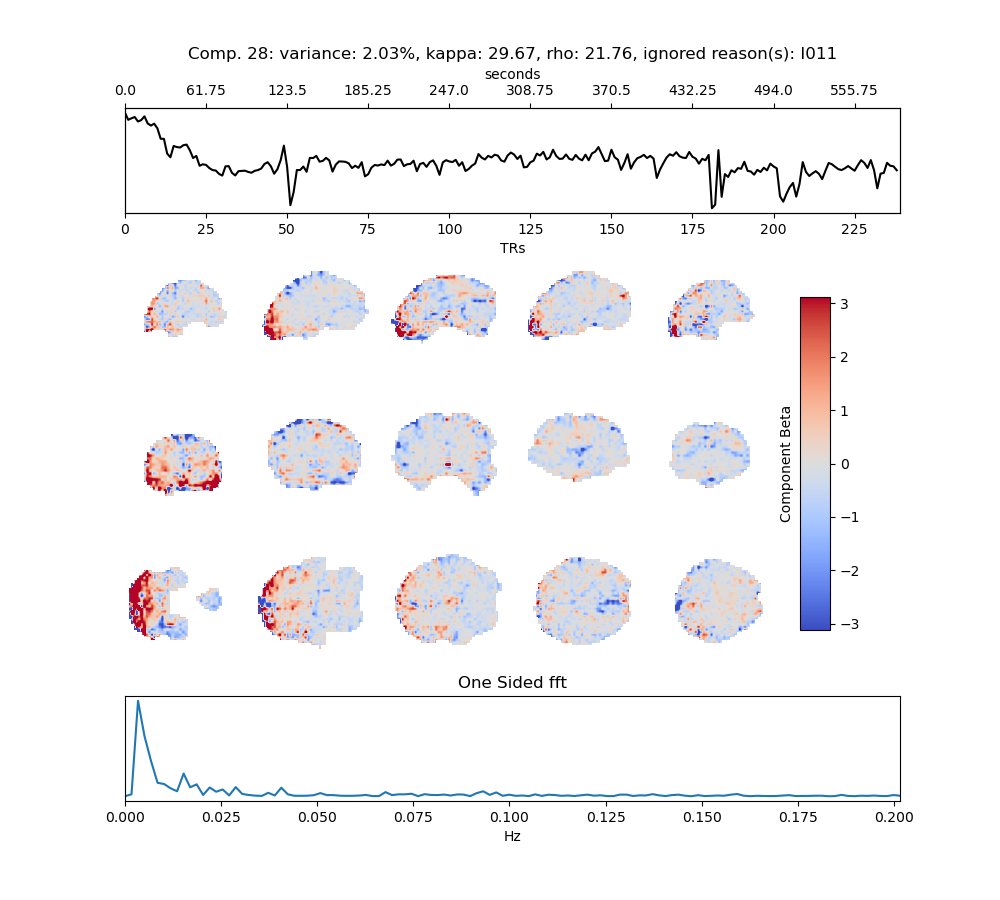 Comp. 28: variance: 2.03%, kappa: 29.67, rho: 21.76, ignored reason(s): I011
seconds
0.0 61.75 123.5 185.25 247.0 308.75 370.5 432.25 494.0 555.75
0 25 50 75 100 125 150 175 200 225
TRs
3
2
1
0
−1
−2
−3
Component Beta
One Sided fft
0.000 0.025 0.050 0.075 0.100 0.125 0.150 0.175 0.200
Hz